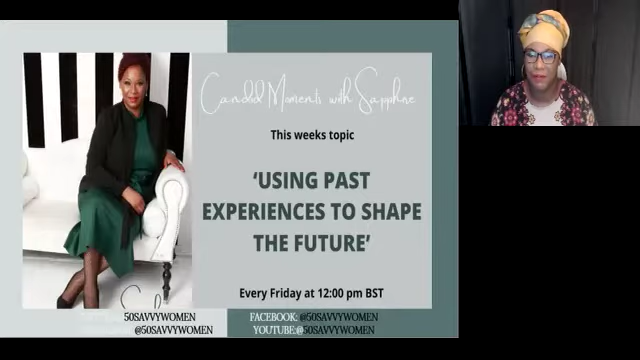 Candid Moments with Sapphire
This weeks topic
‘USING PAST
EXPERIENCES TO SHAPE
THE FUTURE’
Every Friday at 12:00 pm BST
50SAVVYWOMEN
@50SAVVYWOMEN
FACEBOOK: @50SAVVYWOMEN
YOUTUBE:@50SAVVYWOMEN